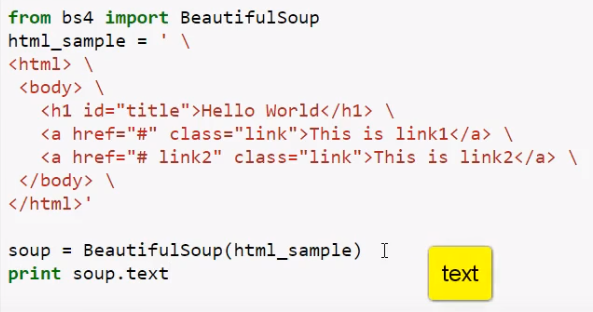 from bs4 import BeautifulSoup
html_sample = ' \
<html> \
 <body> \
   <h1 id="title">Hello World</h1> \
   <a href="#" class="link">This is link1</a> \
   <a href="# link2" class="link">This is link2</a> \
 </body> \
</html>'

soup = BeautifulSoup(html_sample)
print soup.text
text